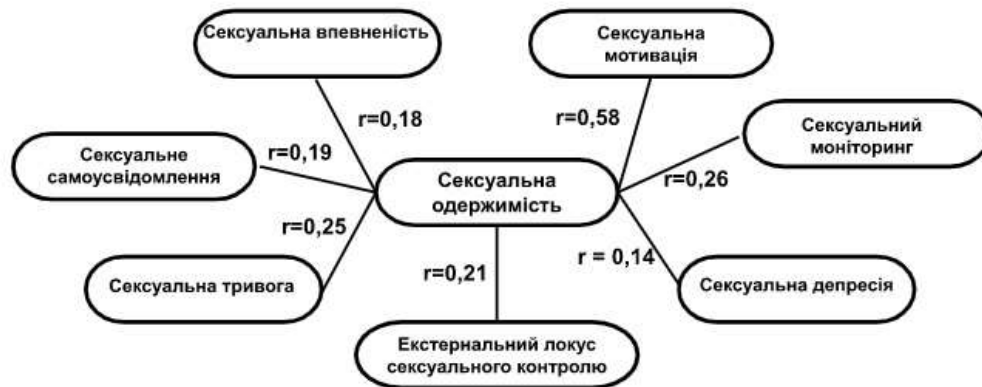 Сексуальна впевненість
Сексуальна
мотивація
r=0,18
r=0,58
Сексуальне
самоусвідомлення
r=0,19
Сексуальний
моніторинг
Сексуальна
одержимість
r=0,26
r=0,25
r=0,21
r = 0,14
Сексуальна тривога
Сексуальна депресія
Екстернальний локус
сексуального контролю